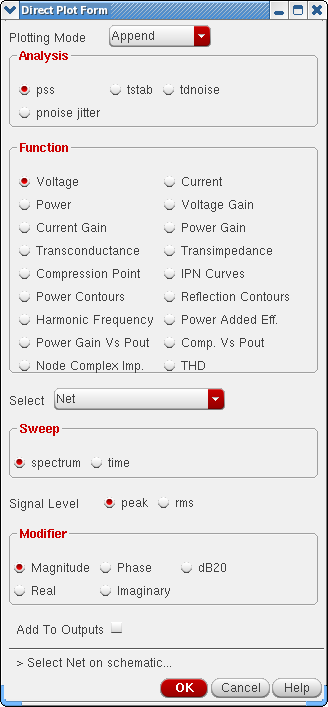 Direct Plot Form
Plotting Mode Append
Analysis
pss tstab tdnoise
pnoise jitter
Function
Voltage Current
Power Voltage Gain
Current Gain Power Gain
Transconductance Transimpedance
Compression Point IPN Curves
Power Contours Reflection Contours
Harmonic Frequency Power Added Eff.
Power Gain Vs Pout Comp. Vs Pout
Node Complex Imp. THD
Select Net
Sweep
spectrum time
Signal Level peak rms
Modifier
Magnitude Phase dB20
Real Imaginary
Add To Outputs
> Select Net on schematic...
OK Cancel Help